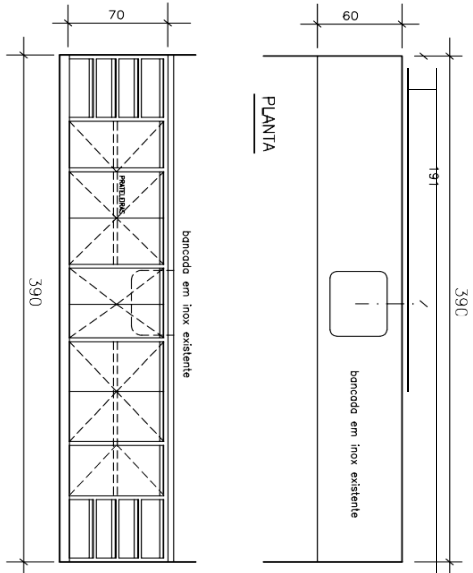 70
60
PLANTA
191
390
390
PRATELEIRAS
bancada em inox existente
bancada em inox existente